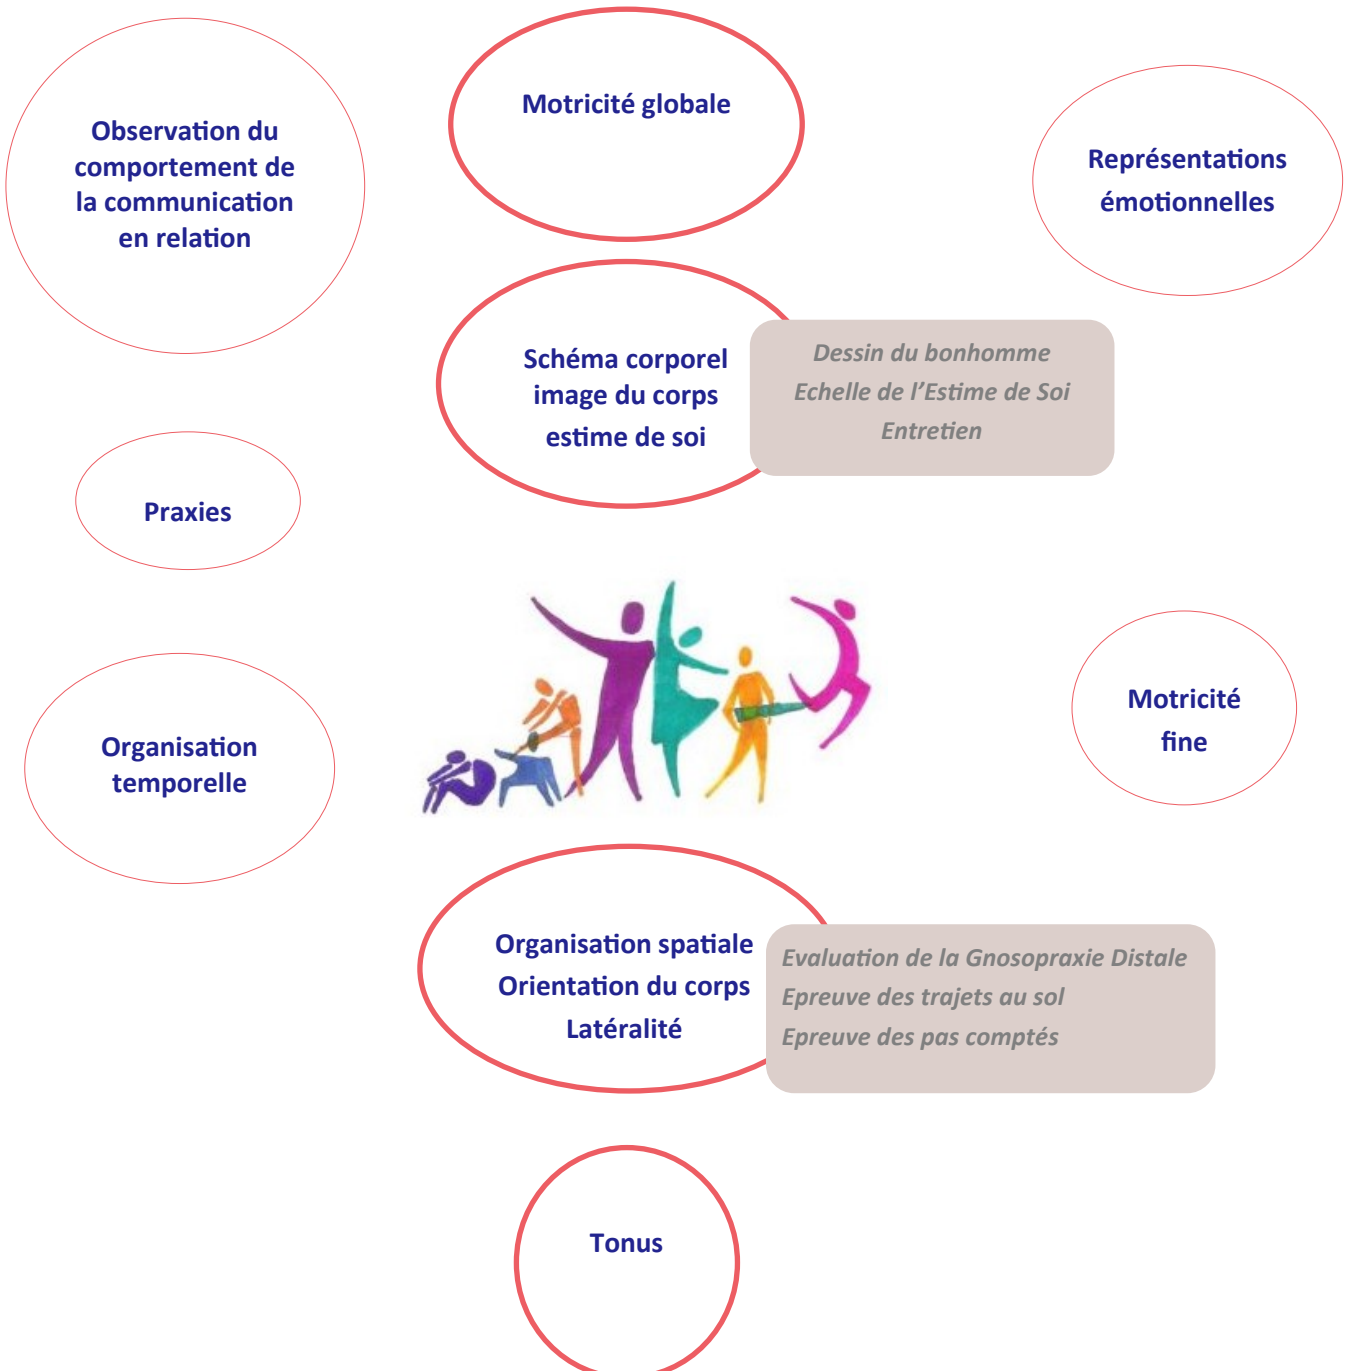 Observation du
comportement de
la communication
en relation
Motricité globale
Représentations
émotionnelles
Schéma corporel
image du corps
estime de soi
Dessin du bonhomme
Echelle de l’Estime de Soi
Entretien
Praxies
Organisation
temporelle
Motricité
fine
Organisation spatiale
Orientation du corps
Latéralité
Evaluation de la Gnosopraxie Distale
Epreuve des trajets au sol
Epreuve des pas comptés
Tonus